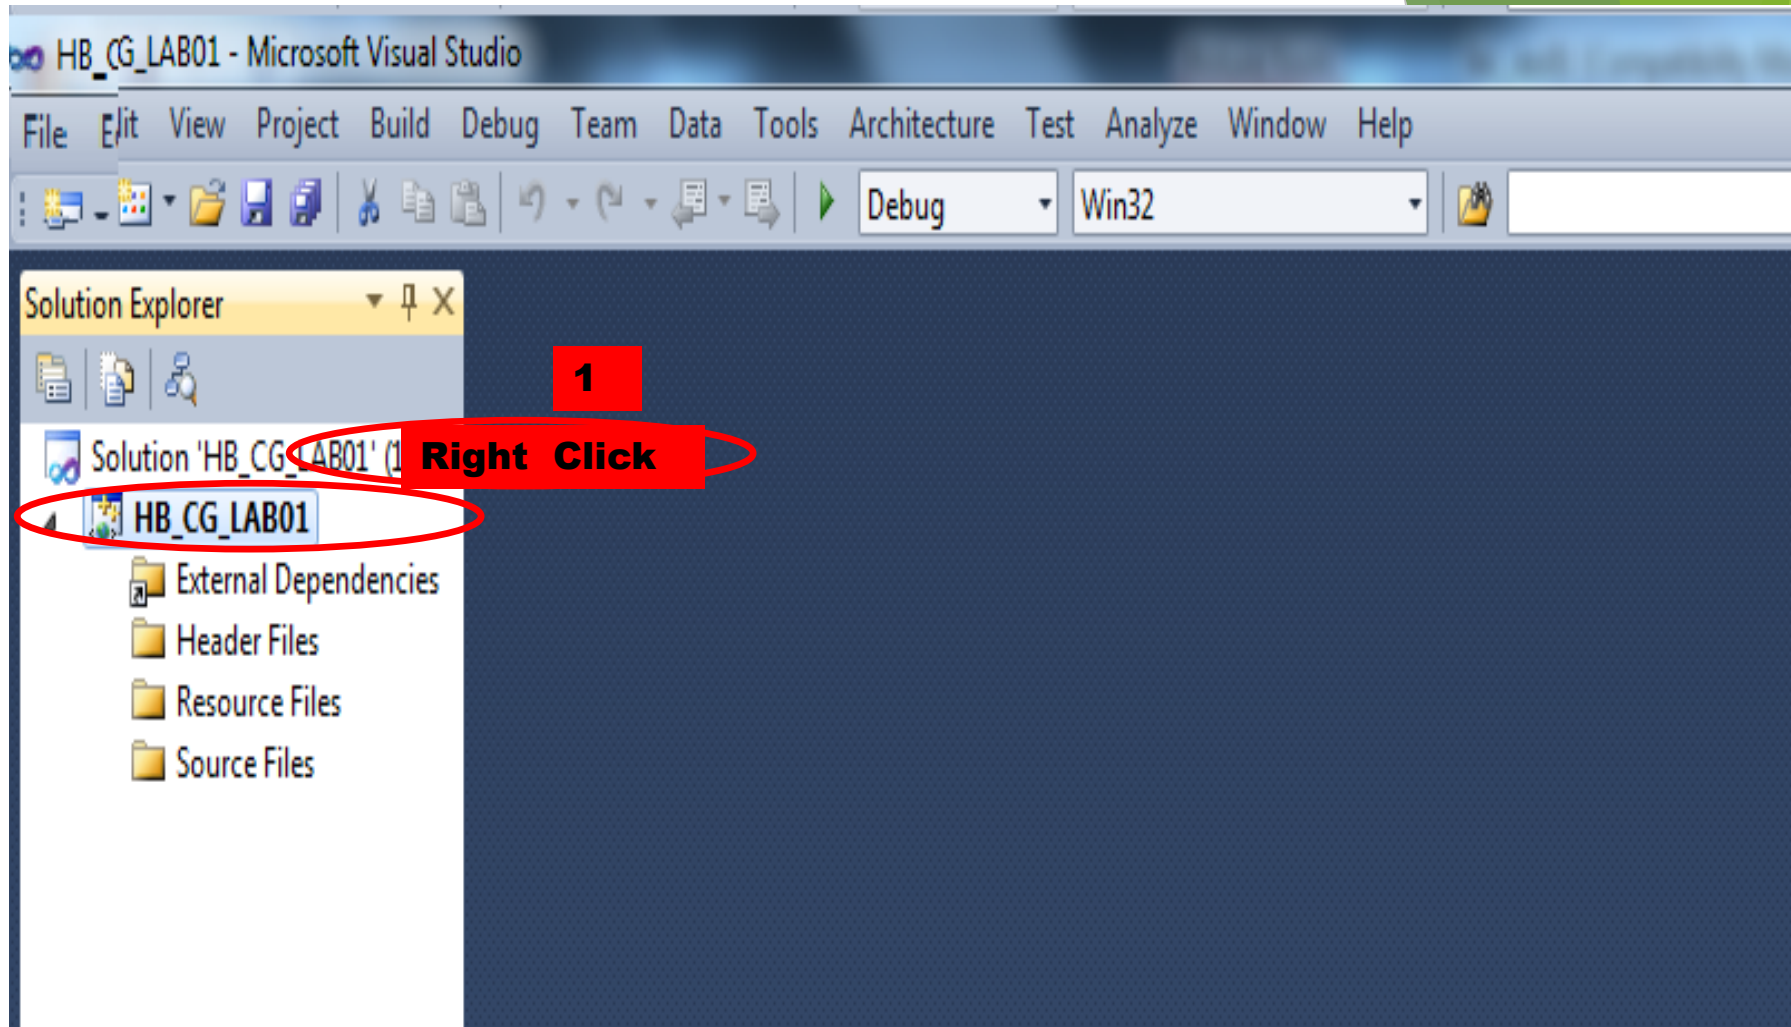 HB_CG_LAB01 - Microsoft Visual Studio
File Edit View Project Build Debug Team Data Tools Architecture Test Analyze Window Help
Debug Win32
Solution Explorer
1
Solution 'HB_CG_LAB01' (1
Right Click
HB_CG_LAB01
External Dependencies
Header Files
Resource Files
Source Files